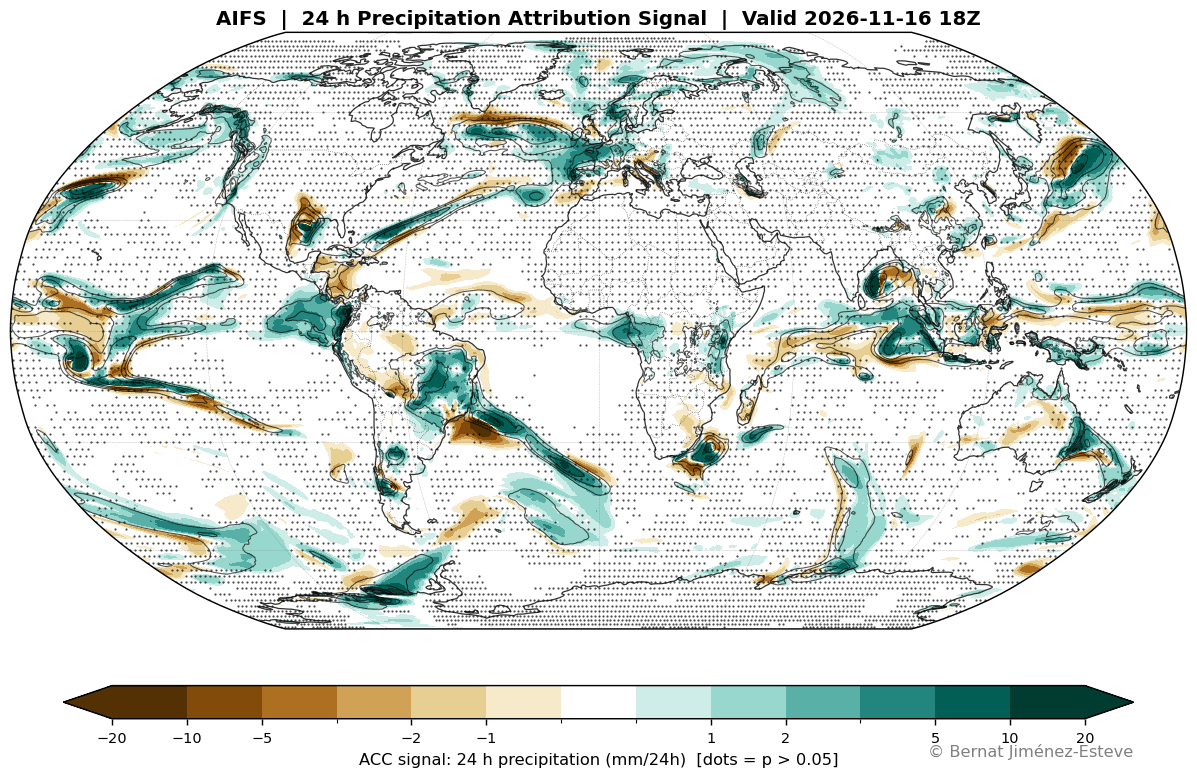 AIFS | 24 h Precipitation Attribution Signal | Valid 2026-11-16 18Z
−20 −10 −5 −2 −1 1 2 5 10 20
© Bernat Jiménez-Esteve
ACC signal: 24 h precipitation (mm/24h) [dots = p > 0.05]